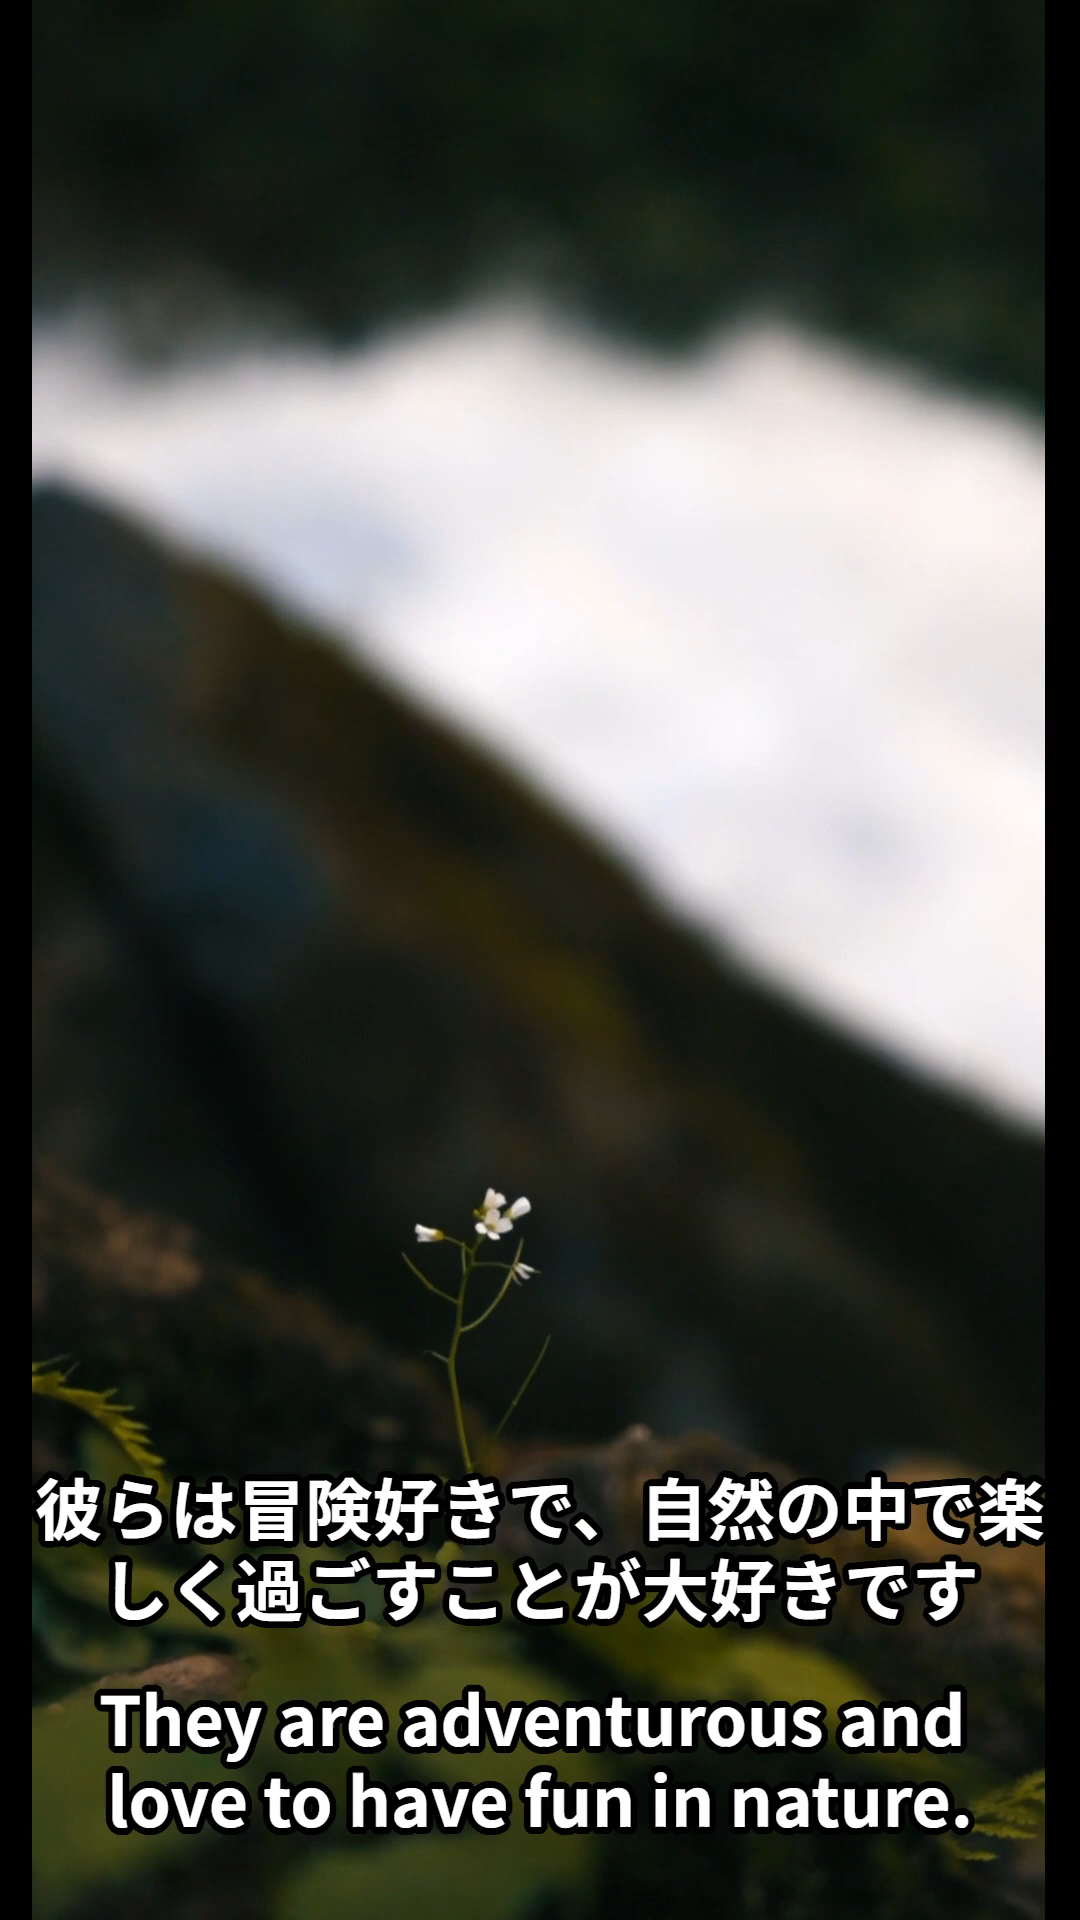 彼らは冒険好きで、自然の中で楽
しく過ごすことが大好きです
They are adventurous and
love to have fun in nature.